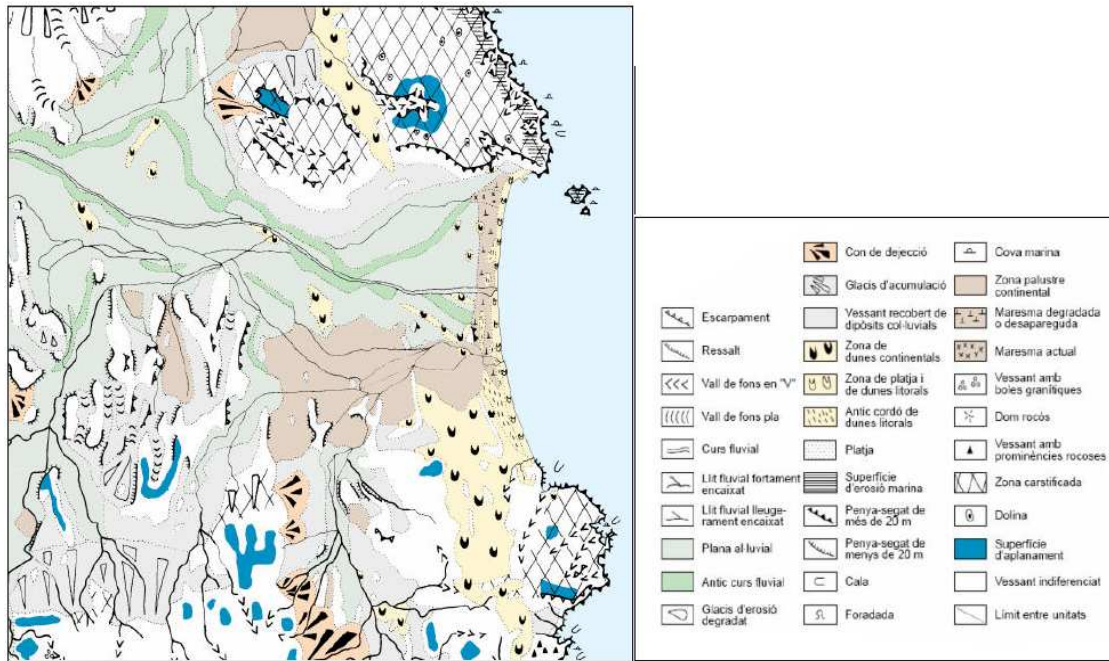 Escarpament
Ressalt
Vall de fons en "V"
Vall de fons pla
Curs fluvial
Llit fluvial fortament
encaixat
Llit fluvial lleuge-
rament encaixat
Plana al·luvial
Antic curs fluvial
Glacis d'erosió
degradat
Con de dejecció
Glacis d'acumulació
Vessant recobert de
dipòsits col·luvials
Zona de
dunes continentals
Zona de platja i
de dunes litorals
Antic cordó de
dunes litorals
Platja
Superfície
d'erosió marina
Penya-segat de
més de 20 m
Penya-segat de
menys de 20 m
Cala
Foradada
Cova marina
Zona palustre
continental
Maresma degradada
o desapareguda
Maresma actual
Vessant amb
boles granítiques
Dom rocós
Vessant amb
prominències rocoses
Zona carstificada
Dolina
Superfície
d'aplanament
Vessant indiferenciat
Límit entre unitats